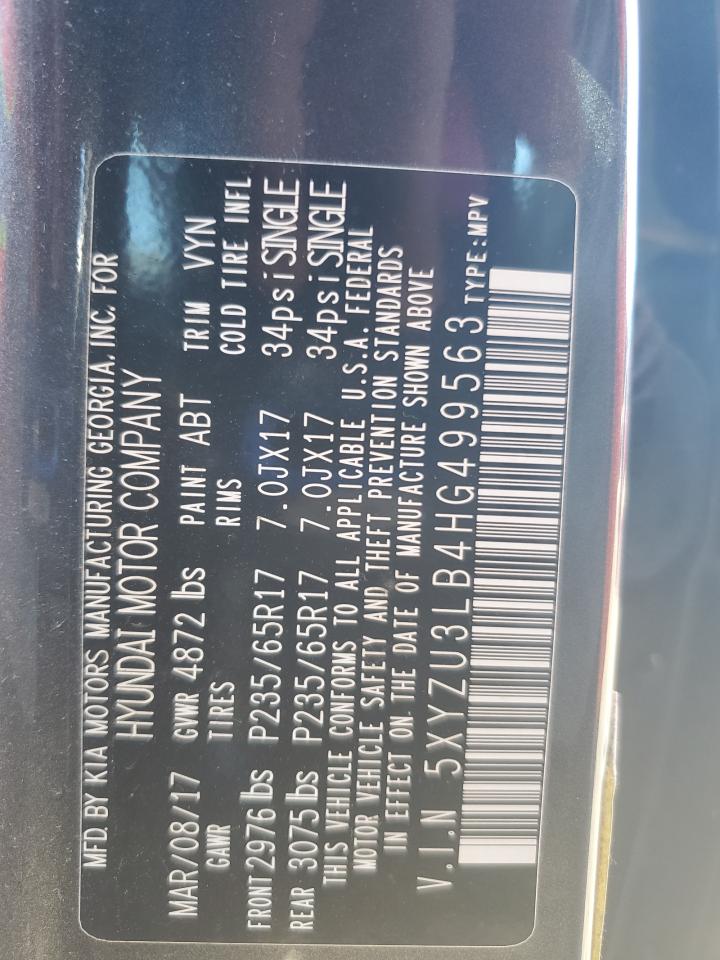 MFD. BY KIA MOTORS MANUFACTURING GEORGIA, INC. FOR
HYUNDAI MOTOR COMPANY
MAR/08/17 GVWR 4872 lbs PAINT ABT TRIM VYN
GAWR TIRES RIMS COLD TIRE INFL
FRONT 2976 lbs P235/65R17 7.0JX17 34psi SINGLE
REAR 3075 lbs P235/65R17 7.0JX17 34psi SINGLE
THIS VEHICLE CONFORMS TO ALL APPLICABLE U.S.A. FEDERAL
MOTOR VEHICLE SAFETY AND THEFT PREVENTION STANDARDS
IN EFFECT ON THE DATE OF MANUFACTURE SHOWN ABOVE
V.I.N 5XYZU3LB4HG499563 TYPE:MPV